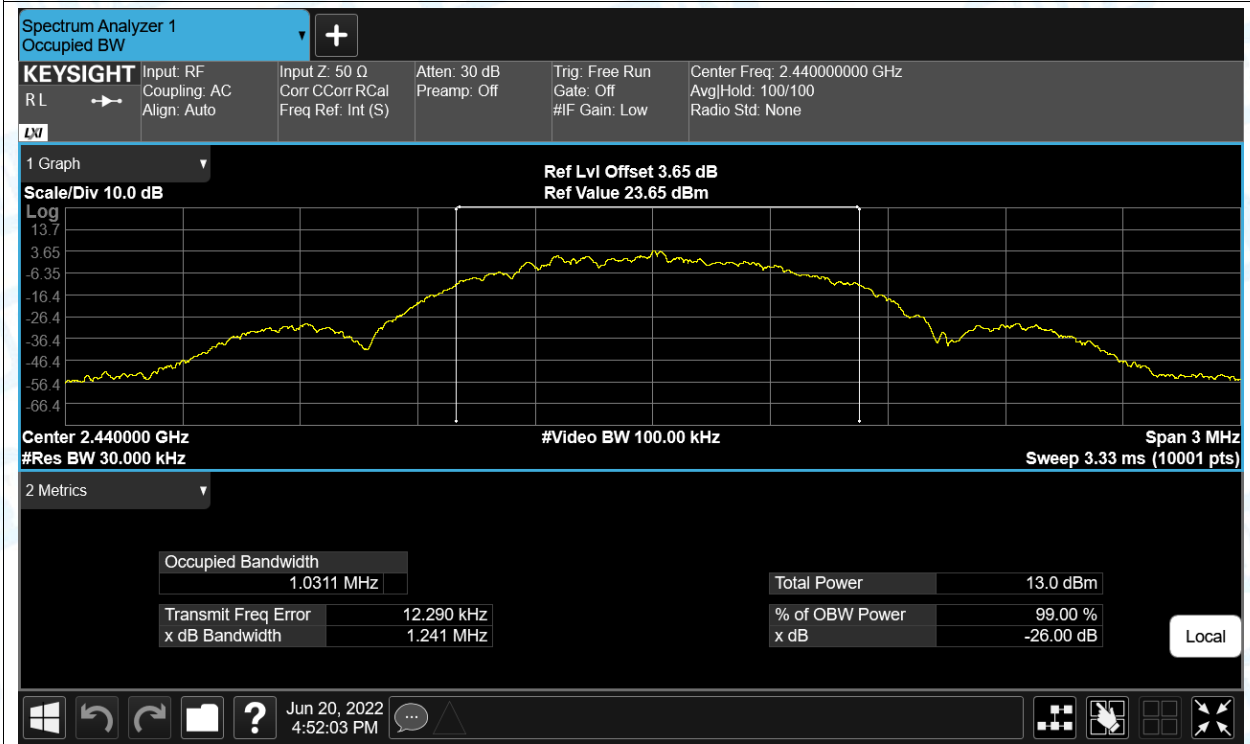 Spectrum Analyzer 1
Occupied BW
KEYSIGHT
R L
LXI
Input: RF
Coupling: AC
Align: Auto
Input Z: 50 Ω
Corr CCorr RCal
Freq Ref: Int (S)
Atten: 30 dB
Preamp: Off
Trig: Free Run
Gate: Off
#IF Gain: Low
Center Freq: 2.440000000 GHz
Avg|Hold: 100/100
Radio Std: None
1 Graph
Scale/Div 10.0 dB
Ref Lvl Offset 3.65 dB
Ref Value 23.65 dBm
Log
13.7
3.65
-6.35
-16.4
-26.4
-36.4
-46.4
-56.4
-66.4
Center 2.440000 GHz
#Res BW 30.000 kHz
#Video BW 100.00 kHz
Span 3 MHz
Sweep 3.33 ms (10001 pts)
2 Metrics
Occupied Bandwidth
1.0311 MHz
Transmit Freq Error 12.290 kHz
x dB Bandwidth 1.241 MHz
Total Power 13.0 dBm
% of OBW Power 99.00 %
x dB -26.00 dB
Local
?
Jun 20, 2022
4:52:03 PM